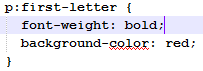 p:first-letter {
  font-weight: bold;
  background-color: red;
}